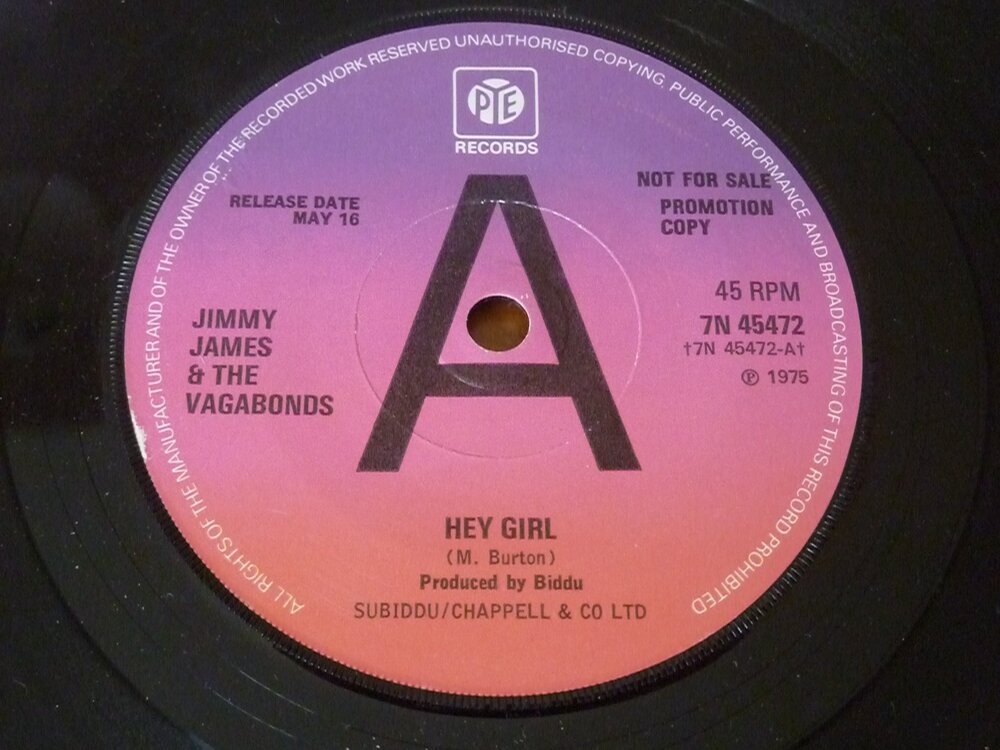 ALL RIGHTS OF THE MANUFACTURER AND OF THE OWNER OF THE RECORDED WORK RESERVED UNAUTHORISED COPYING, PUBLIC PERFORMANCE AND BROADCASTING OF THIS RECORD PROHIBITED
PYE
RECORDS
RELEASE DATE
MAY 16
NOT FOR SALE
PROMOTION
COPY
A
45 RPM
7N 45472
†7N 45472-A†
℗ 1975
JIMMY
JAMES
& THE
VAGABONDS
HEY GIRL
(M. Burton)
Produced by Biddu
SUBIDDU/CHAPPELL & CO LTD